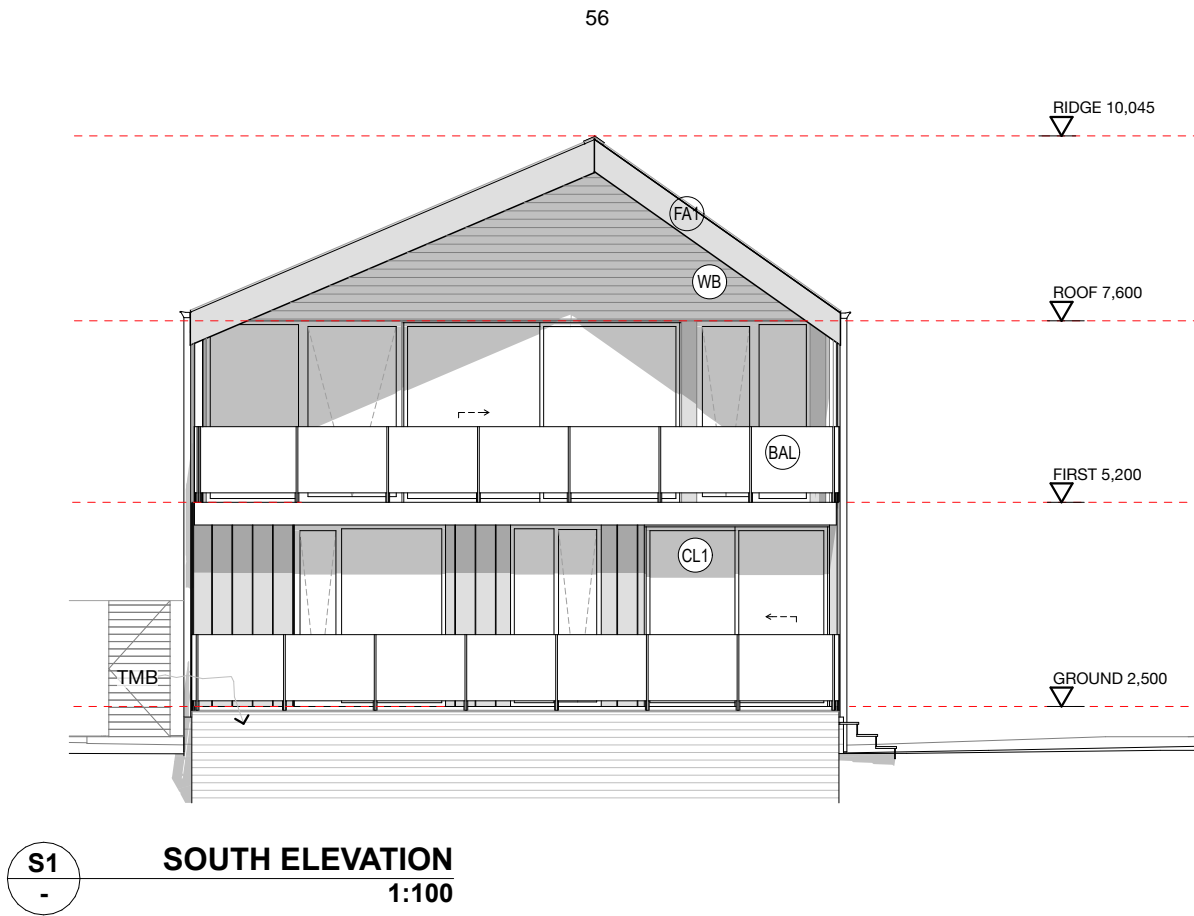 56
RIDGE 10,045
FA1
WB
ROOF 7,600
BAL
FIRST 5,200
CL1
TMB
GROUND 2,500
S1
-
SOUTH ELEVATION
1:100